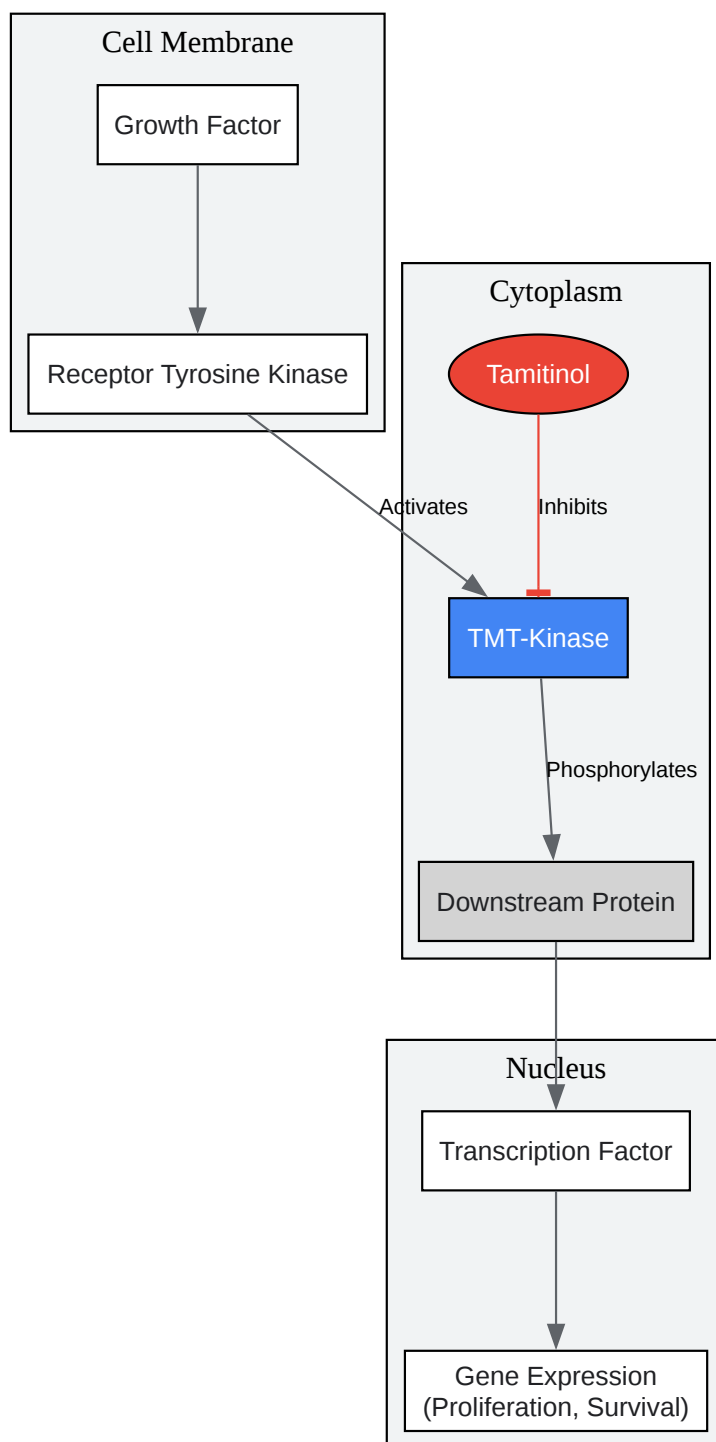 Cell Membrane
Growth Factor
Receptor Tyrosine Kinase
Cytoplasm
Tamitinol
Activates
Inhibits
TMT-Kinase
Phosphorylates
Downstream Protein
Nucleus
Transcription Factor
Gene Expression
(Proliferation, Survival)